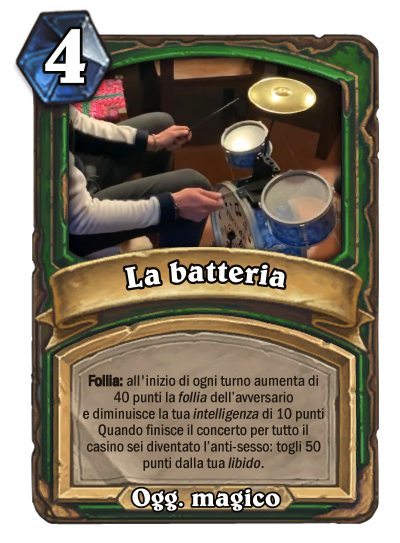 4
La batteria
Follia: all'inizio di ogni turno aumenta di
40 punti la follia dell'avversario
e diminuisce la tua intelligenza di 10 punti
Quando finisce il concerto per tutto il
casino sei diventato l'anti-sesso: togli 50
punti dalla tua libido.
Ogg. magico